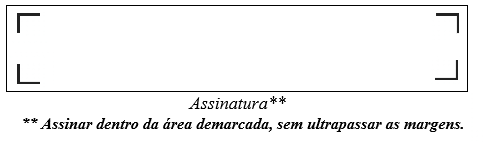 Assinatura**
** Assinar dentro da área demarcada, sem ultrapassar as margens.